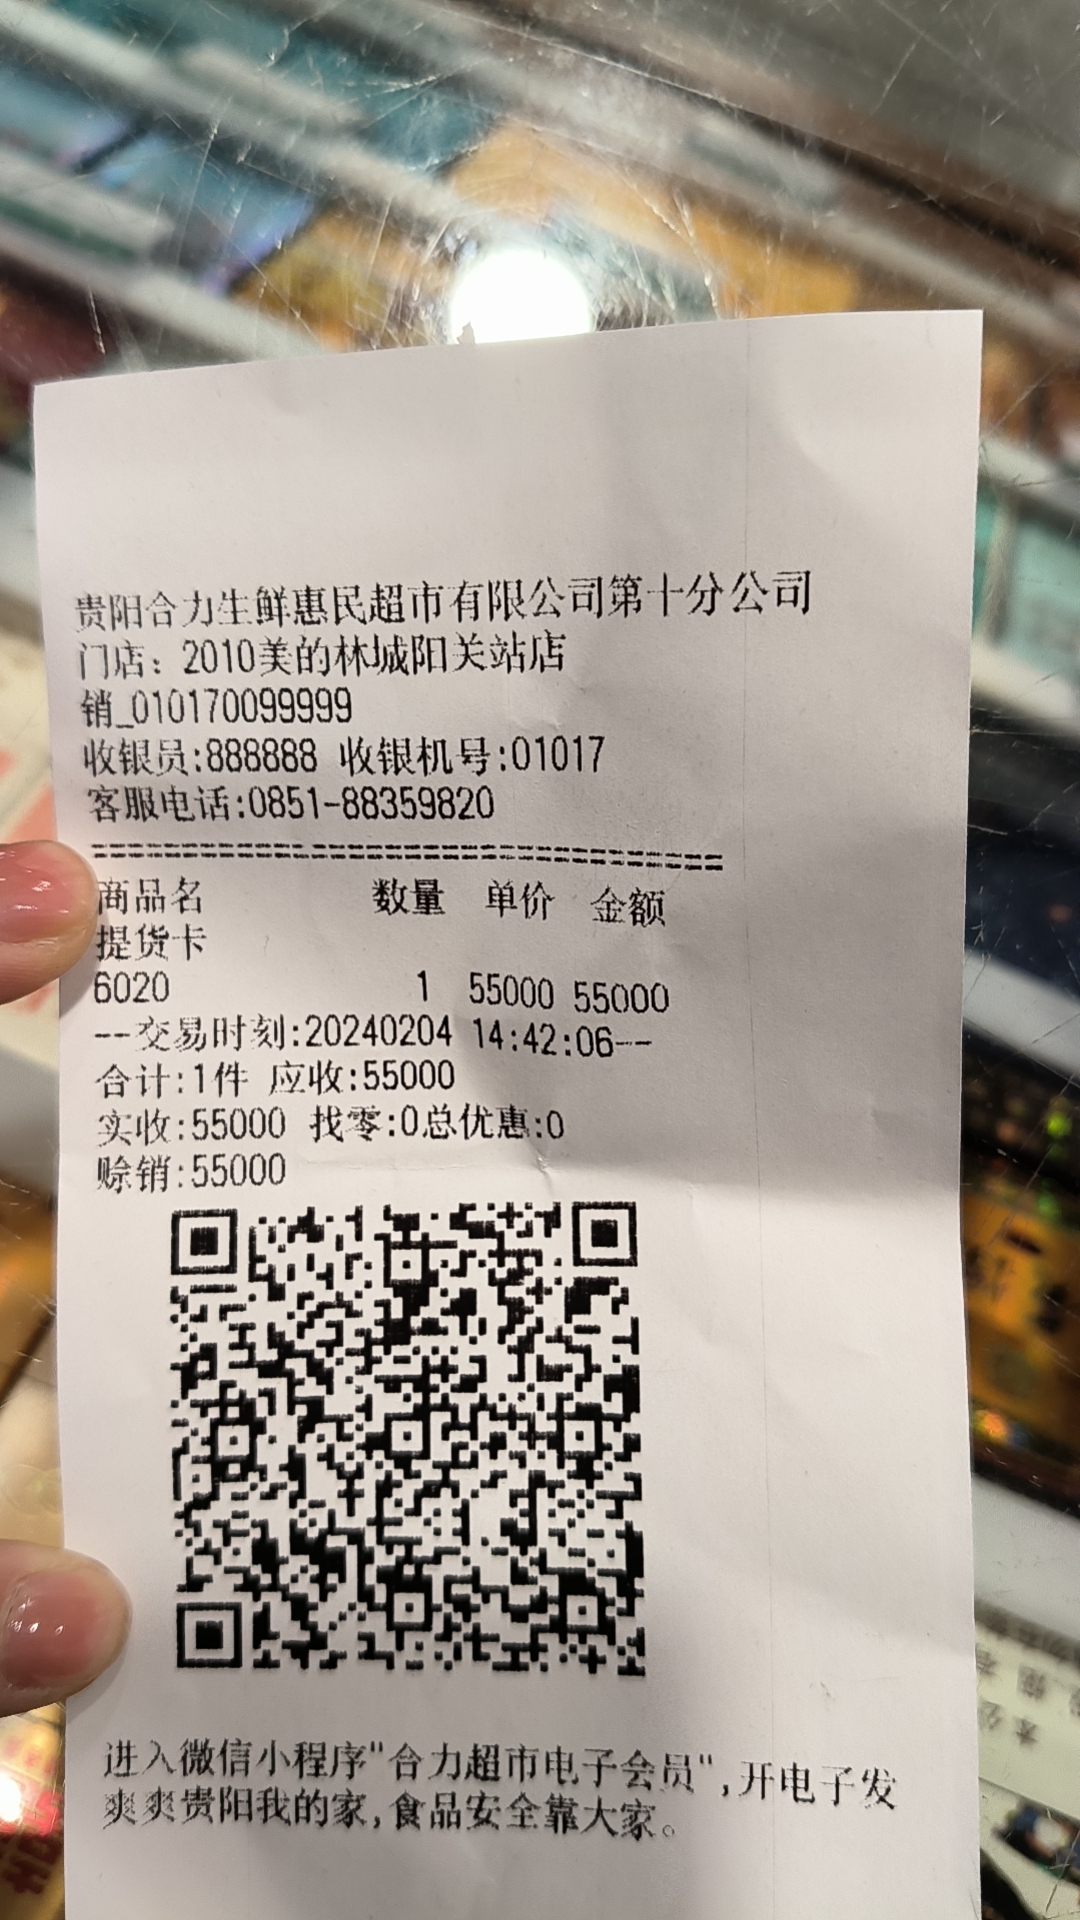 贵阳合力生鲜惠民超市有限公司第十分公司
门店：2010美的林城阳关站店
销_010170099999
收银员:888888 收银机号:01017
客服电话:0851-88359820
======================================
商品名 数量 单价 金额
提货卡
6020 1 55000 55000
--交易时刻:20240204 14:42:06--
合计:1件 应收:55000
实收:55000 找零:0总优惠:0
赊销:55000
进入微信小程序"合力超市电子会员",开电子发
爽爽贵阳我的家,食品安全靠大家。